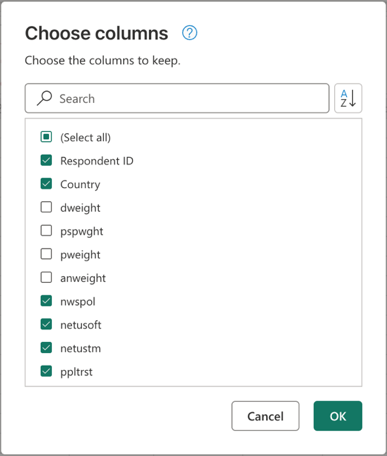 Choose columns ?
Choose the columns to keep.
Search
A
Z
(Select all)
Respondent ID
Country
dweight
pspwght
pweight
anweight
nwspol
netusoft
netustm
ppltrst
Cancel OK